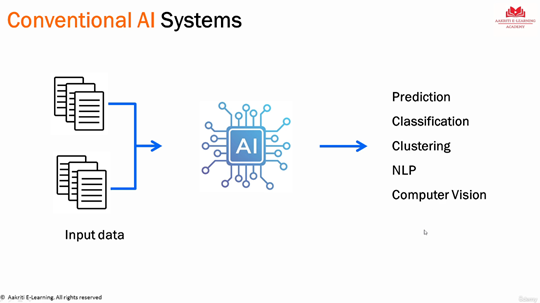 Conventional AI Systems
AAKRITI E-LEARNING
ACADEMY
AI
Prediction
Classification
Clustering
NLP
Computer Vision
Input data
© Aakriti E-Learning. All rights reserved
Udemy